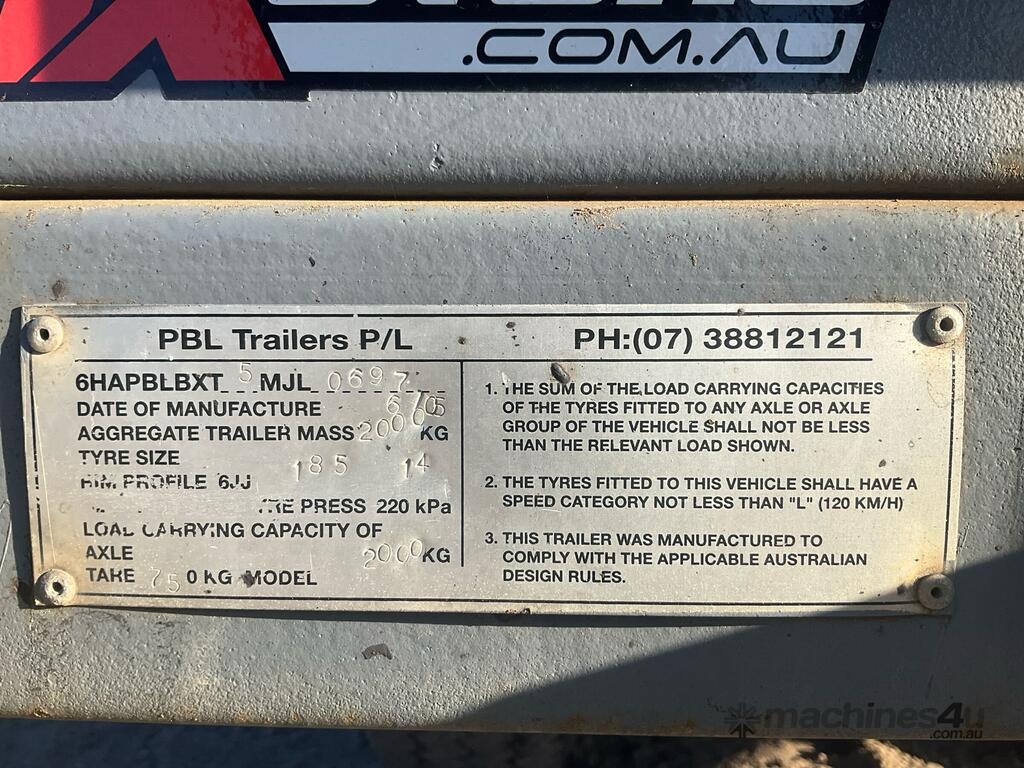 .COM.AU
PBL Trailers P/L PH:(07) 38812121
6HAPBLBXT 5 MJL 0697
DATE OF MANUFACTURE 6/05
AGGREGATE TRAILER MASS 2000 KG
TYRE SIZE 185 14
RIM PROFILE 6JJ
PRESS 220 kPa
LOAD CARRYING CAPACITY OF
AXLE 2000 KG
TARE 750 KG MODEL
1. THE SUM OF THE LOAD CARRYING CAPACITIES
OF THE TYRES FITTED TO ANY AXLE OR AXLE
GROUP OF THE VEHICLE SHALL NOT BE LESS
THAN THE RELEVANT LOAD SHOWN.
2. THE TYRES FITTED TO THIS VEHICLE SHALL HAVE A
SPEED CATEGORY NOT LESS THAN "L" (120 KM/H)
3. THIS TRAILER WAS MANUFACTURED TO
COMPLY WITH THE APPLICABLE AUSTRALIAN
DESIGN RULES.
machines4u
.com.au